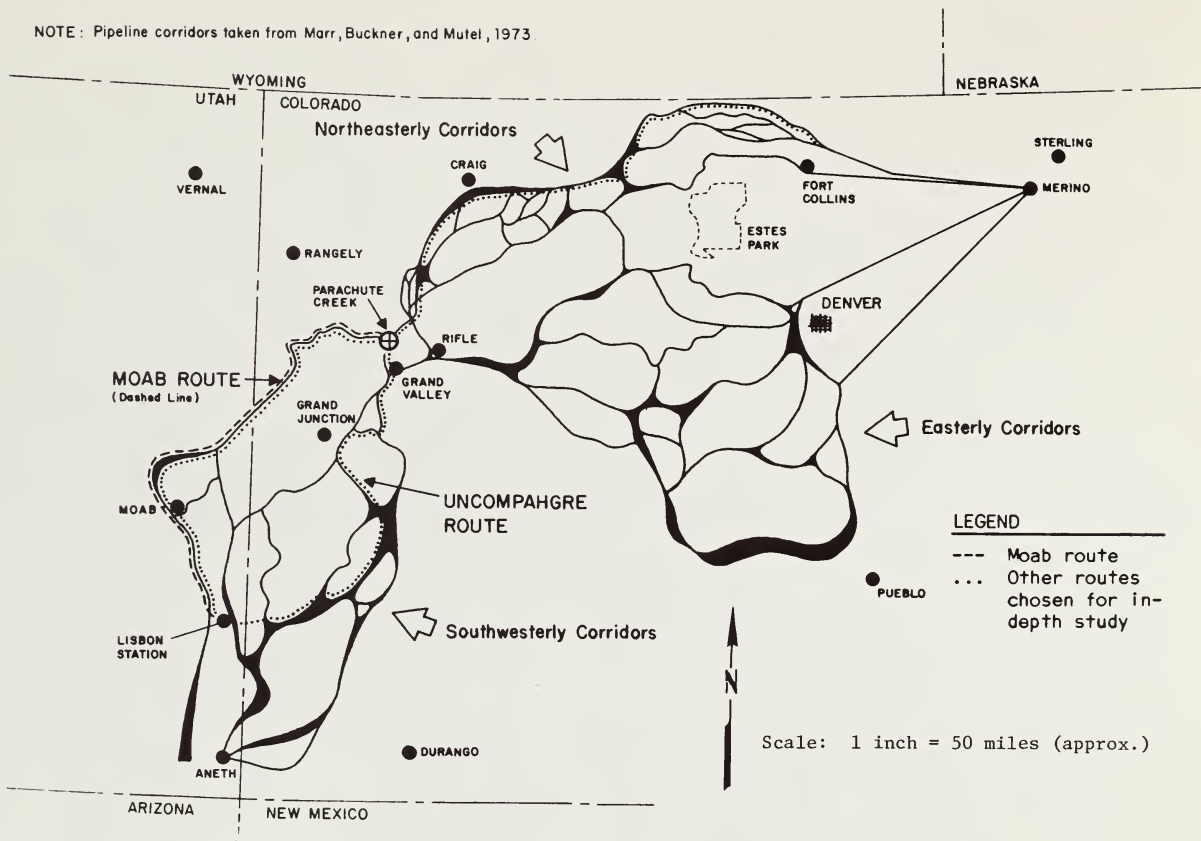 NOTE: Pipeline corridors taken from Marr, Buckner, and Mutel, 1973.
WYOMING
NEBRASKA
UTAH
COLORADO
Northeasterly Corridors
STERLING
CRAIG
VERNAL
FORT
COLLINS
MERINO
ESTES
PARK
RANGELY
PARACHUTE
CREEK
DENVER
RIFLE
MOAB ROUTE
(Dashed Line)
GRAND
VALLEY
GRAND
JUNCTION
Easterly Corridors
UNCOMPAHGRE
ROUTE
MOAB
LEGEND
--- Moab route
... Other routes
chosen for in-
depth study
PUEBLO
LISBON
STATION
Southwesterly Corridors
N
Scale: 1 inch = 50 miles (approx.)
DURANGO
ANETH
ARIZONA
NEW MEXICO